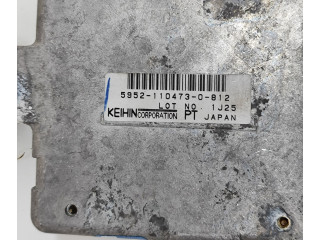 5952-110473-0-812
LOT NO. 1J25
KEIHIN CORPORATION PT JAPAN